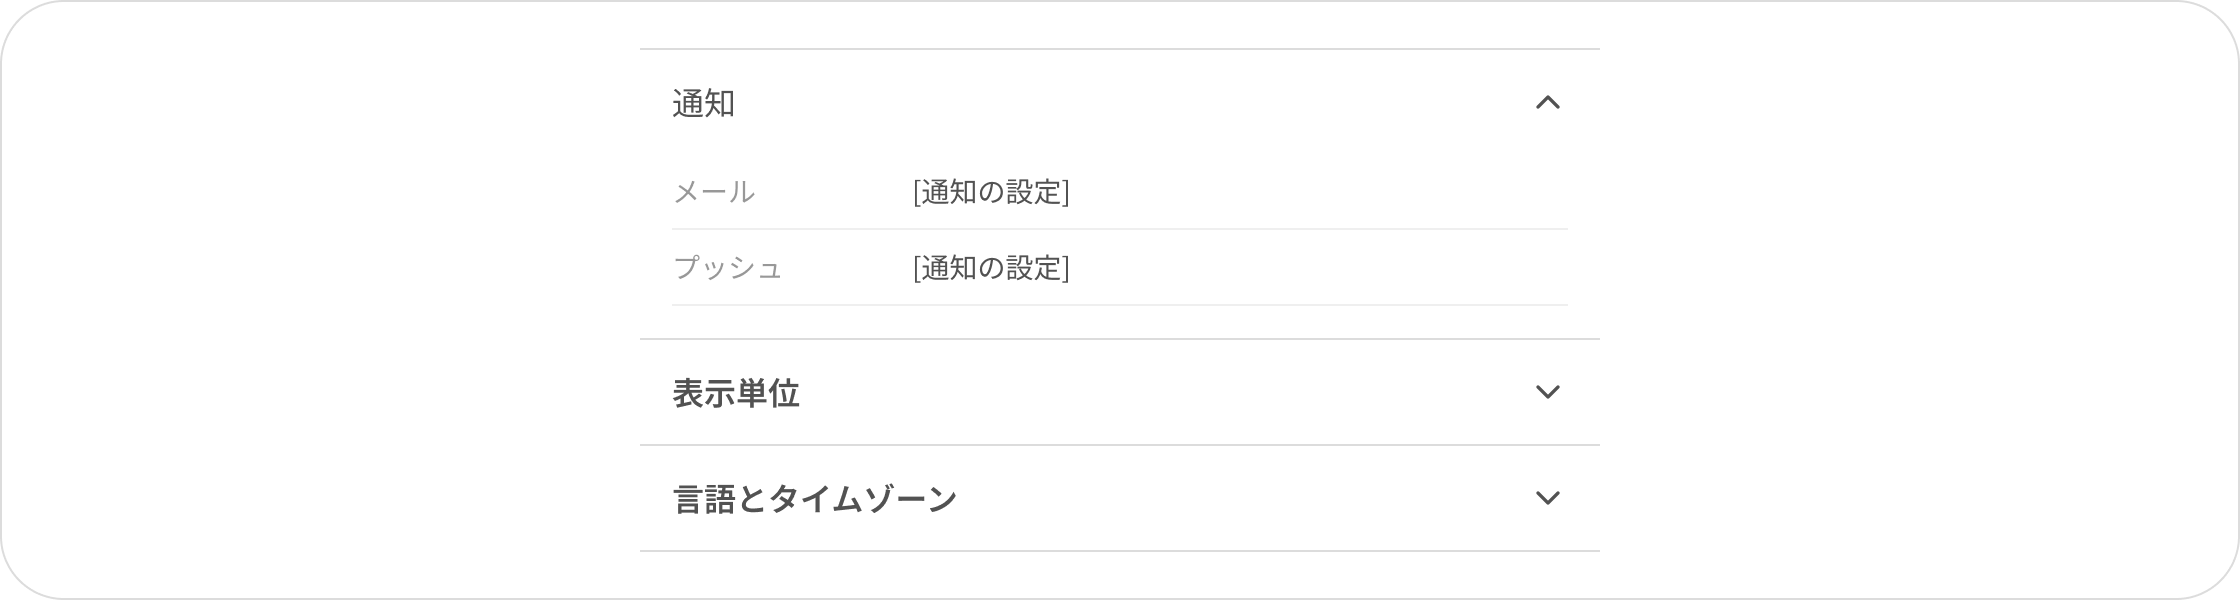 通知
メール [通知の設定]
プッシュ [通知の設定]
表示単位
言語とタイムゾーン